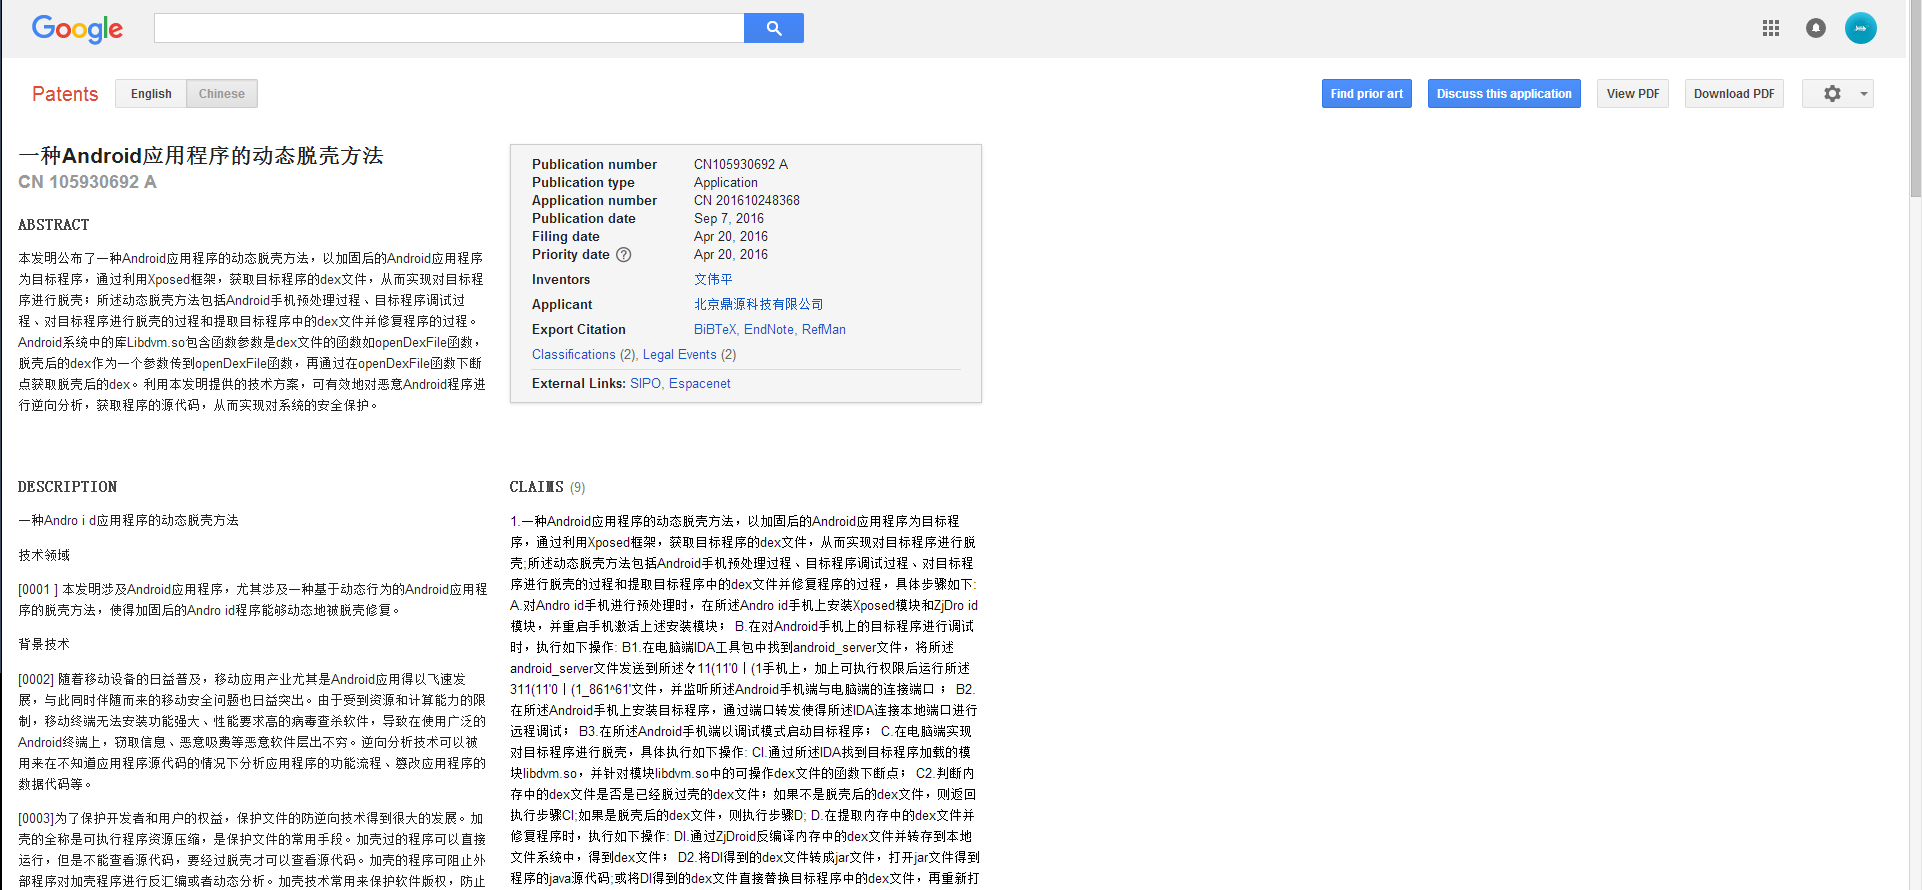 Google
Patents
English
Chinese
Find prior art
Discuss this application
View PDF
Download PDF
一种Android应用程序的动态脱壳方法
CN 105930692 A
ABSTRACT
本发明公布了一种Android应用程序的动态脱壳方法，以加固后的Android应用程序
为目标程序，通过利用Xposed框架，获取目标程序的dex文件，从而实现对目标程
序进行脱壳；所述动态脱壳方法包括Android手机预处理过程、目标程序调试过
程、对目标程序进行脱壳的过程和提取目标程序中的dex文件并修复程序的过程。
Android系统中的库Libdvm.so包含函数参数是dex文件的函数如openDexFile函数，
脱壳后的dex作为一个参数传到openDexFile函数，再通过在openDexFile函数下断
点获取脱壳后的dex。利用本发明提供的技术方案，可有效地对恶意Android程序进
行逆向分析，获取程序的源代码，从而实现对系统的安全保护。
Publication number CN105930692 A
Publication type Application
Application number CN 201610248368
Publication date Sep 7, 2016
Filing date Apr 20, 2016
Priority date ? Apr 20, 2016
Inventors 文伟平
Applicant 北京鼎源科技有限公司
Export Citation BiBTeX, EndNote, RefMan
Classifications (2), Legal Events (2)
External Links: SIPO, Espacenet
DESCRIPTION
一种Andro i d应用程序的动态脱壳方法
技术领域
[0001 ] 本发明涉及Android应用程序，尤其涉及一种基于动态行为的Android应用程
序的脱壳方法，使得加固后的Andro id程序能够动态地被脱壳修复。
背景技术
[0002] 随着移动设备的日益普及，移动应用产业尤其是Android应用得以飞速发
展，与此同时伴随而来的移动安全问题也日益突出。由于受到资源和计算能力的限
制，移动终端无法安装功能强大、性能要求高的病毒查杀软件，导致在使用广泛的
Android终端上，窃取信息、恶意吸费等恶意软件层出不穷。逆向分析技术可以被
用来在不知道应用程序源代码的情况下分析应用程序的功能流程、篡改应用程序的
数据代码等。
[0003]为了保护开发者和用户的权益，保护文件的防逆向技术得到很大的发展。加
壳的全称是可执行程序资源压缩，是保护文件的常用手段。加壳过的程序可以直接
运行，但是不能查看源代码，要经过脱壳才可以查看源代码。加壳的程序可阻止外
部程序对加壳程序进行反汇编或者动态分析。加壳技术常用来保护软件版权，防止
CLAIMS (9)
1.一种Android应用程序的动态脱壳方法，以加固后的Android应用程序为目标程
序，通过利用Xposed框架，获取目标程序的dex文件，从而实现对目标程序进行脱
壳;所述动态脱壳方法包括Android手机预处理过程、目标程序调试过程、对目标程
序进行脱壳的过程和提取目标程序中的dex文件并修复程序的过程，具体步骤如下:
A.对Andro id手机进行预处理时，在所述Andro id手机上安装Xposed模块和ZjDro id
模块，并重启手机激活上述安装模块； B.在对Android手机上的目标程序进行调试
时，执行如下操作: B1.在电脑端IDA工具包中找到android_server文件，将所述
android_server文件发送到所述々11(11'0丨(1手机上，加上可执行权限后运行所述
311(11'0丨(1_861^61'文件，并监听所述Android手机端与电脑端的连接端口 ； B2.
在所述Android手机上安装目标程序，通过端口转发使得所述IDA连接本地端口进行
远程调试； B3.在所述Android手机端以调试模式启动目标程序； C.在电脑端实现
对目标程序进行脱壳，具体执行如下操作: Cl.通过所述IDA找到目标程序加载的模
块libdvm.so，并针对模块libdvm.so中的可操作dex文件的函数下断点； C2.判断内
存中的dex文件是否是已经脱过壳的dex文件；如果不是脱壳后的dex文件，则返回
执行步骤Cl;如果是脱壳后的dex文件，则执行步骤D; D.在提取内存中的dex文件并
修复程序时，执行如下操作: Dl.通过ZjDroid反编译内存中的dex文件并转存到本地
文件系统中，得到dex文件； D2.将Dl得到的dex文件转成jar文件，打开jar文件得到
程序的java源代码;或将Dl得到的dex文件直接替换目标程序中的dex文件，再重新打